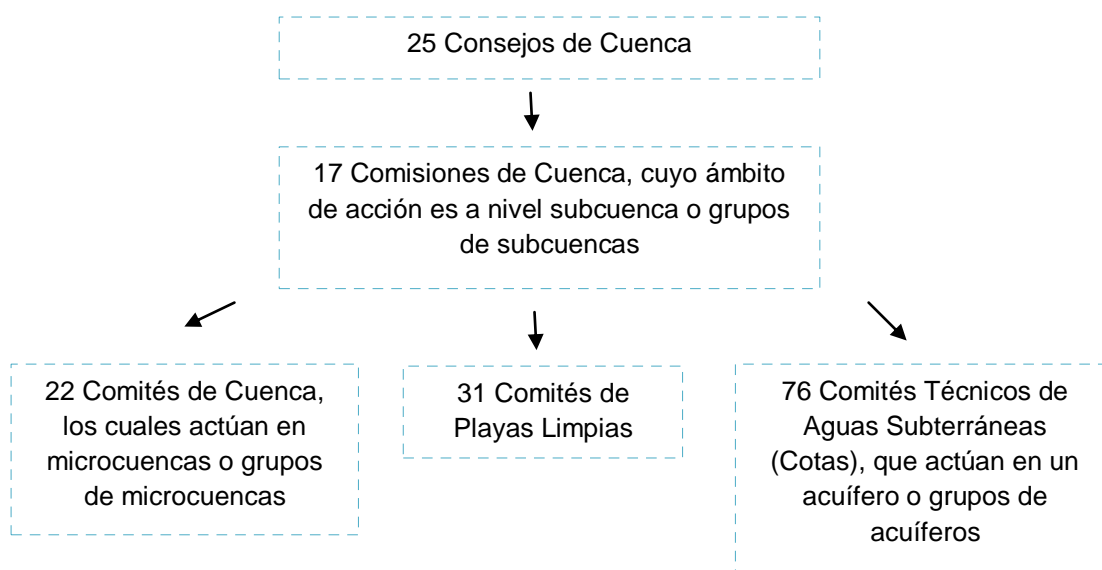 25 Consejos de Cuenca
17 Comisiones de Cuenca, cuyo ámbito
de acción es a nivel subcuenca o grupos
de subcuencas
22 Comités de Cuenca,
los cuales actúan en
microcuencas o grupos
de microcuencas
31 Comités de
Playas Limpias
76 Comités Técnicos de
Aguas Subterráneas
(Cotas), que actúan en un
acuífero o grupos de
acuíferos